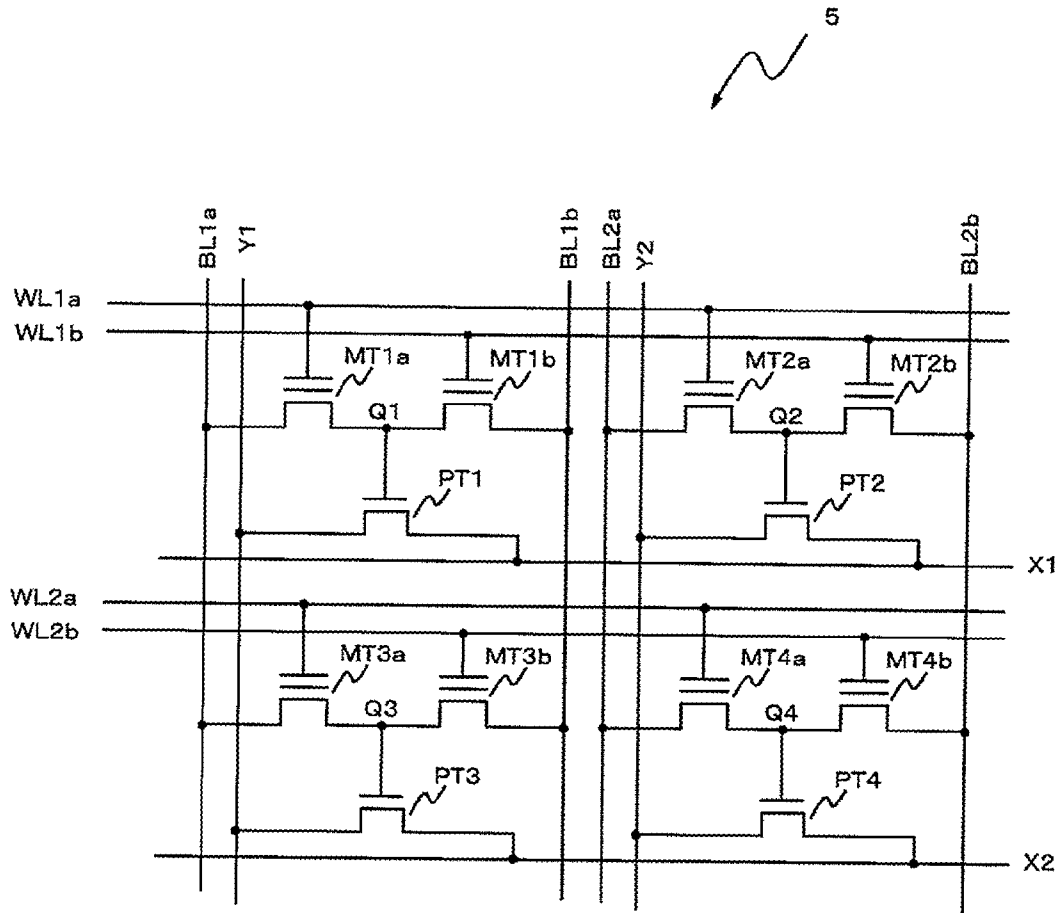 5
BL1a Y1 BL1b BL2a Y2 BL2b
WL1a
WL1b
MT1a MT1b MT2a MT2b
Q1 Q2
PT1 PT2
X1
WL2a
WL2b
MT3a MT3b MT4a MT4b
Q3 Q4
PT3 PT4
X2